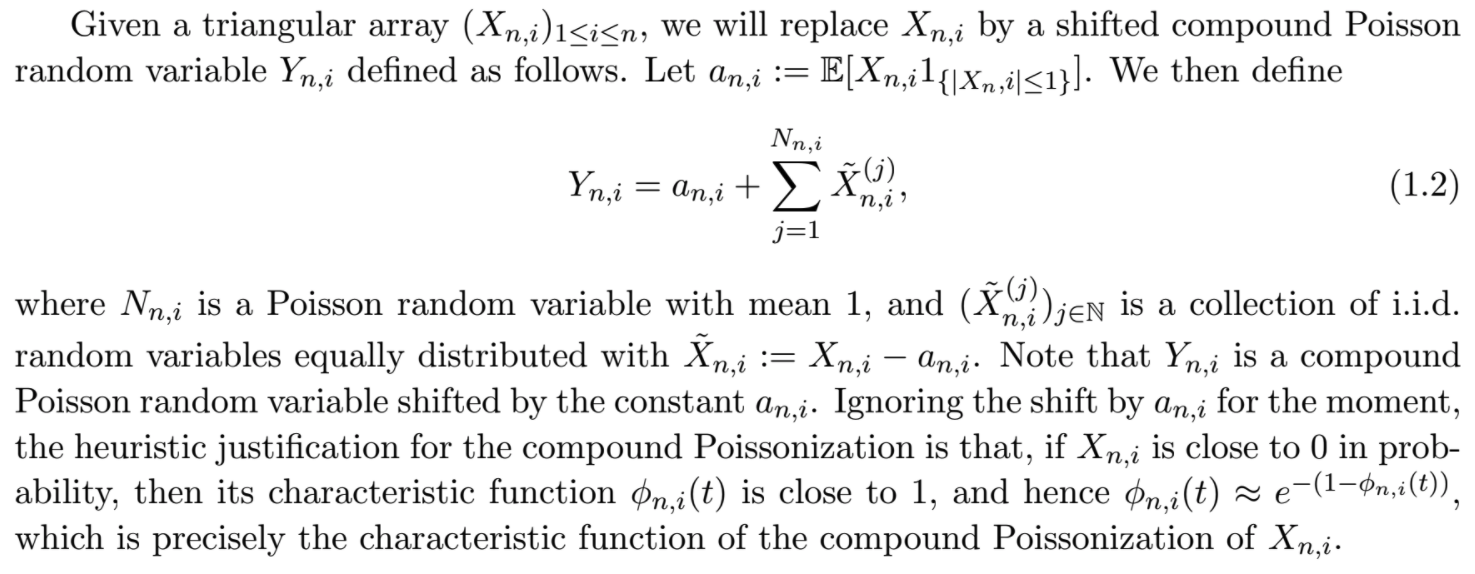 Given a triangular array $(X_{n,i})_{1\leq i\leq n}$, we will replace $X_{n,i}$ by a shifted compound Poisson
random variable $Y_{n,i}$ defined as follows. Let $a_{n,i} := \mathbb{E}[X_{n,i}1_{\{|X_n,i|\leq 1\}}]$. We then define
$$Y_{n,i} = a_{n,i} + \sum_{j=1}^{N_{n,i}} \tilde{X}_{n,i}^{(j)}, \quad (1.2)$$
where $N_{n,i}$ is a Poisson random variable with mean 1, and $(\tilde{X}_{n,i}^{(j)})_{j\in\mathbb{N}}$ is a collection of i.i.d.
random variables equally distributed with $\tilde{X}_{n,i} := X_{n,i} - a_{n,i}$. Note that $Y_{n,i}$ is a compound
Poisson random variable shifted by the constant $a_{n,i}$. Ignoring the shift by $a_{n,i}$ for the moment,
the heuristic justification for the compound Poissonization is that, if $X_{n,i}$ is close to 0 in prob-
ability, then its characteristic function $\phi_{n,i}(t)$ is close to 1, and hence $\phi_{n,i}(t) \approx e^{-(1-\phi_{n,i}(t))}$,
which is precisely the characteristic function of the compound Poissonization of $X_{n,i}$.